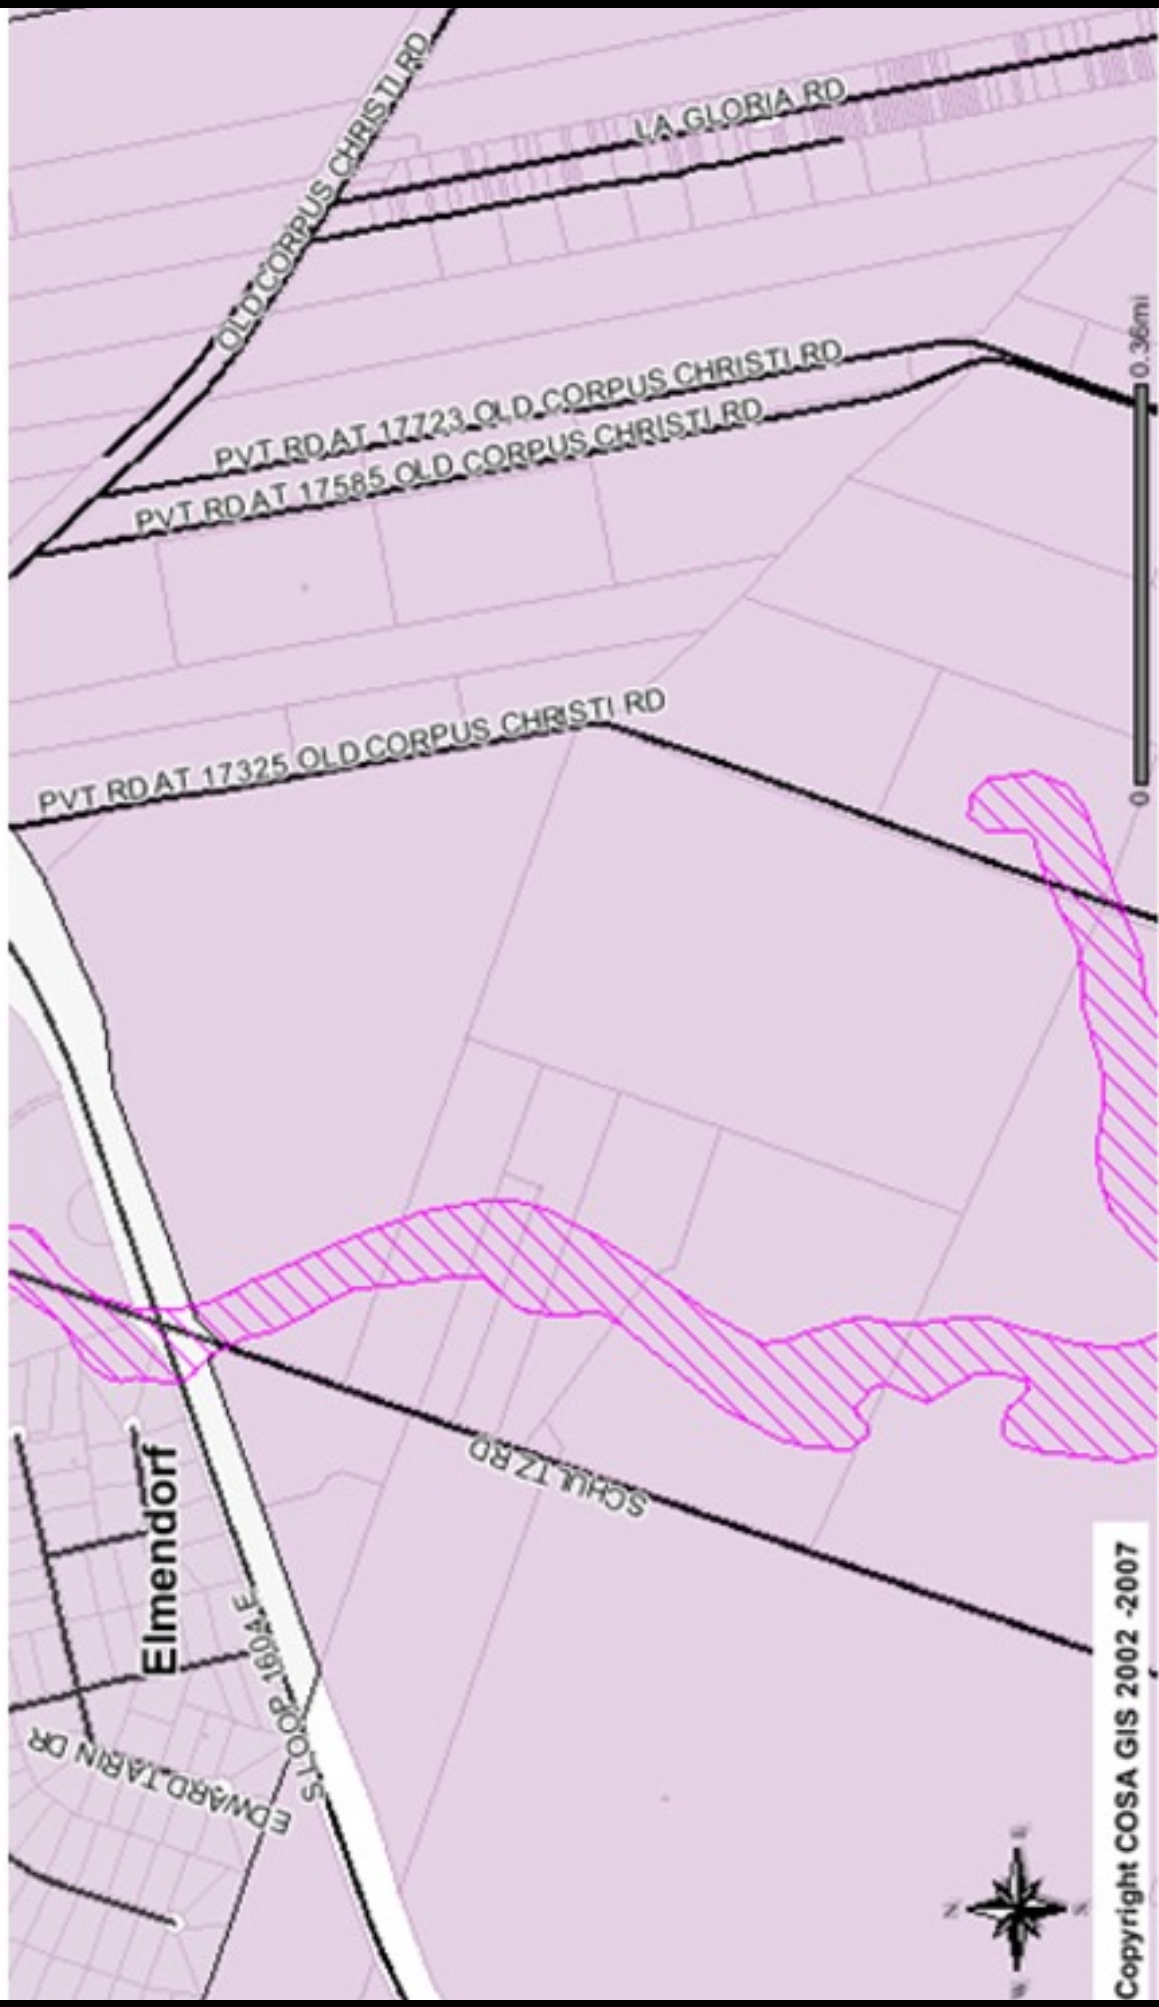 OLD CORPUS CHRISTI RD
LA GLORIA RD
PVT RD AT 17723 OLD CORPUS CHRISTI RD
PVT RD AT 17585 OLD CORPUS CHRISTI RD
PVT RD AT 17325 OLD CORPUS CHRISTI RD
0 0.36mi
SCHULTZ RD
Elmendorf
S LOOP 1604 E
EDWARD TARIN DR
N
E
W
Copyright COSA GIS 2002 -2007